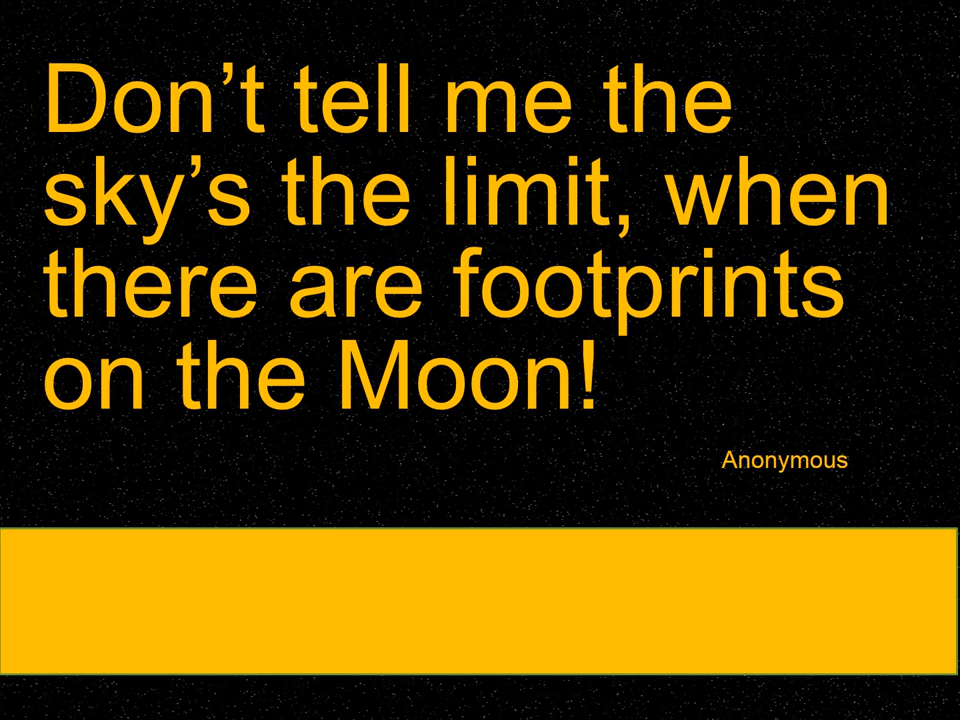 Don’t tell me the
sky’s the limit, when
there are footprints
on the Moon!
Anonymous